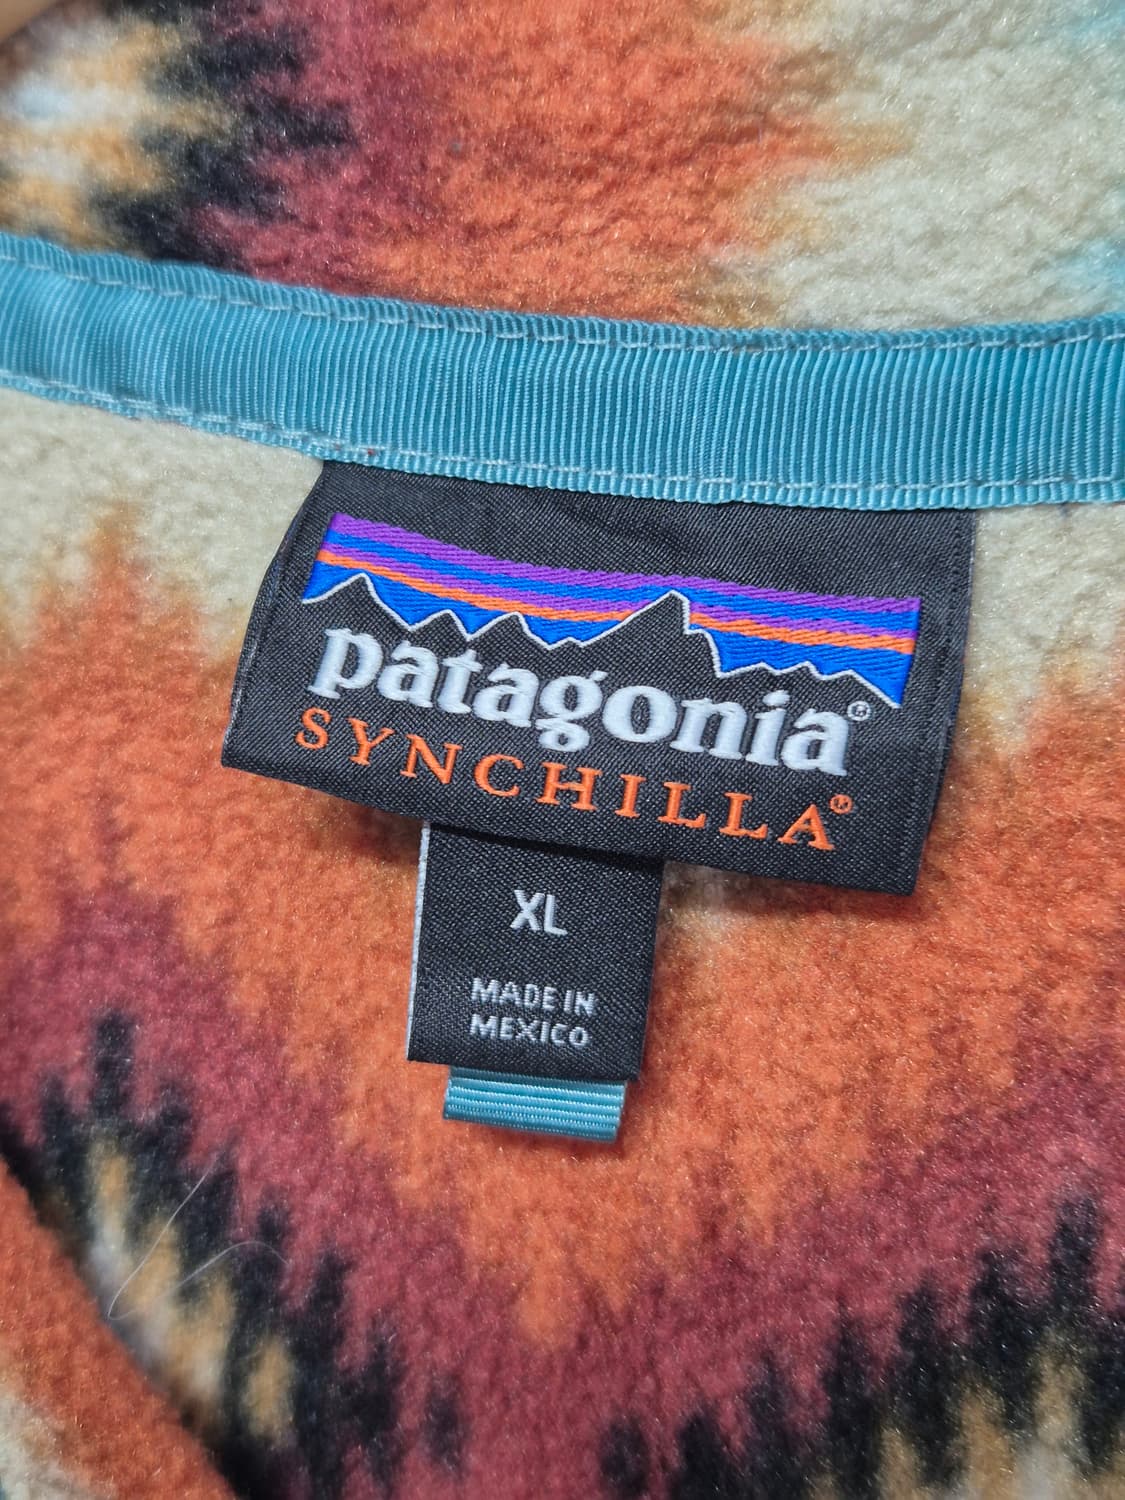 patagonia®
SYNCHILLA®
XL
MADE IN
MEXICO